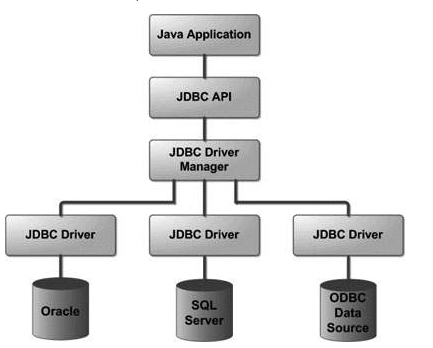 Java Application
JDBC API
JDBC Driver
Manager
JDBC Driver
JDBC Driver
JDBC Driver
Oracle
SQL
Server
ODBC
Data
Source